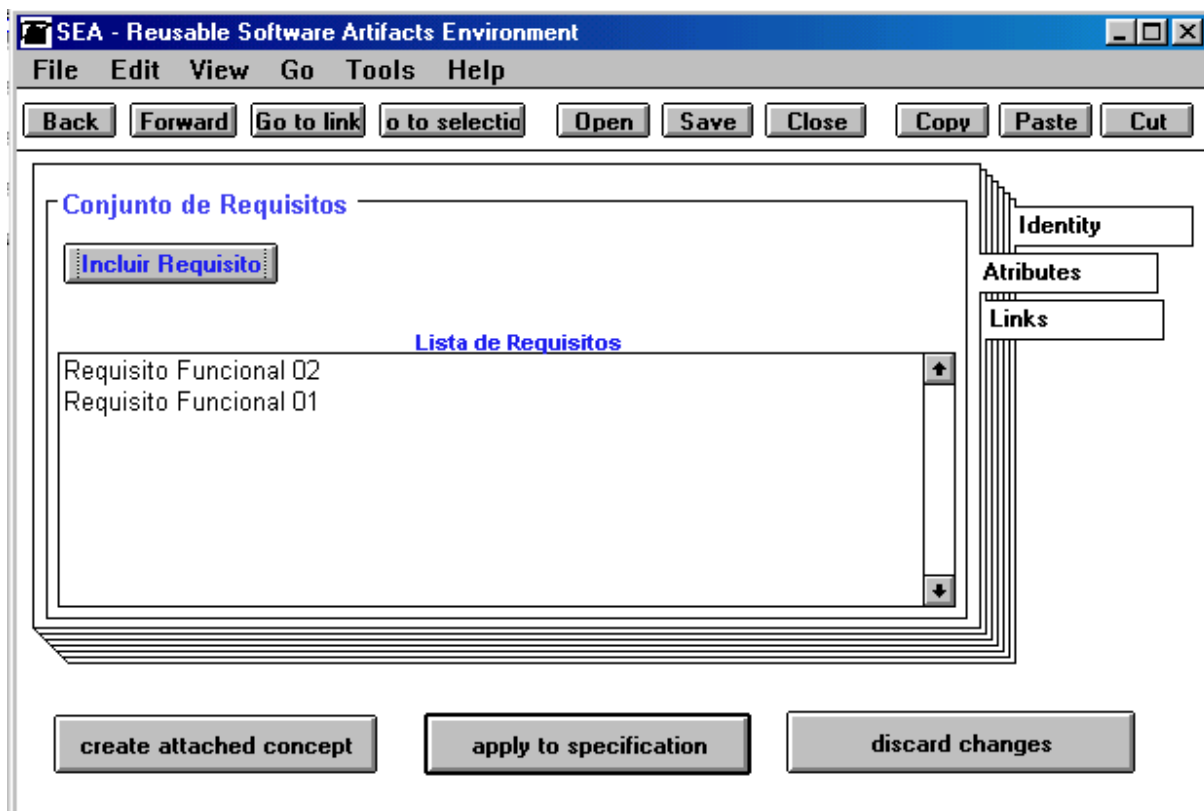 SEA - Reusable Software Artifacts Environment
File Edit View Go Tools Help
Back Forward Go to link o to selectio Open Save Close Copy Paste Cut
Conjunto de Requisitos
Identity
Incluir Requisito
Atributes
Links
Lista de Requisitos
Requisito Funcional 02
Requisito Funcional 01
create attached concept apply to specification discard changes